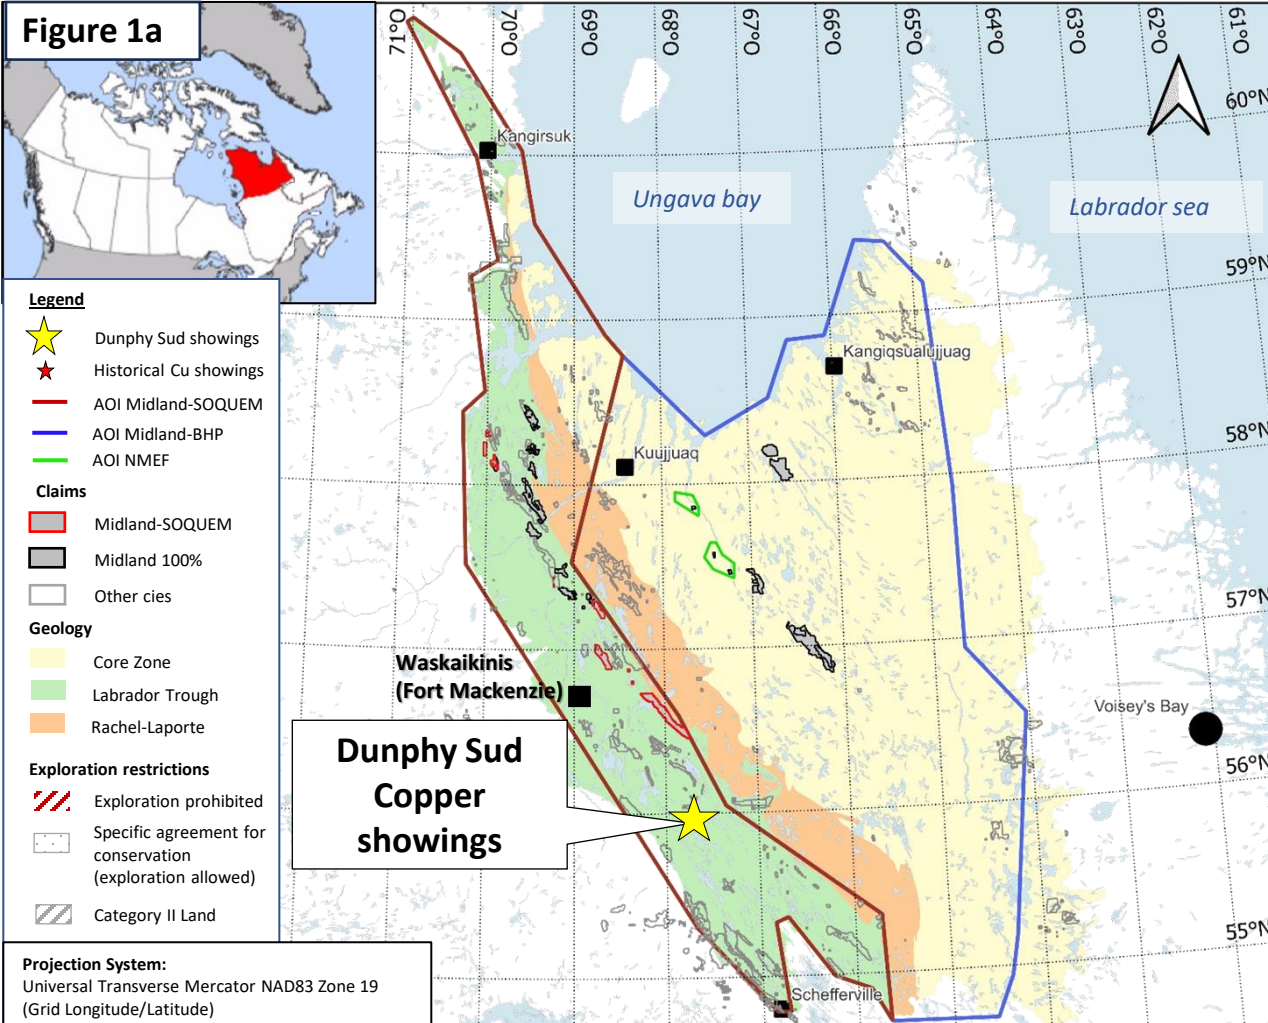 Figure 1a
71°O
70°O
69°O
68°O
67°O
66°O
65°O
64°O
63°O
62°O
61°O
60°N
59°N
58°N
57°N
56°N
55°N
Kangirsuk
Ungava bay
Labrador sea
Kangiqsualujjuaq
Kuujjuaq
Waskaikinis
(Fort Mackenzie)
Voisey's Bay
Dunphy Sud
Copper
showings
Schefferville
Legend
Dunphy Sud showings
Historical Cu showings
AOI Midland-SOQUEM
AOI Midland-BHP
AOI NMEF
Claims
Midland-SOQUEM
Midland 100%
Other cies
Geology
Core Zone
Labrador Trough
Rachel-Laporte
Exploration restrictions
Exploration prohibited
Specific agreement for
conservation
(exploration allowed)
Category II Land
Projection System:
Universal Transverse Mercator NAD83 Zone 19
(Grid Longitude/Latitude)